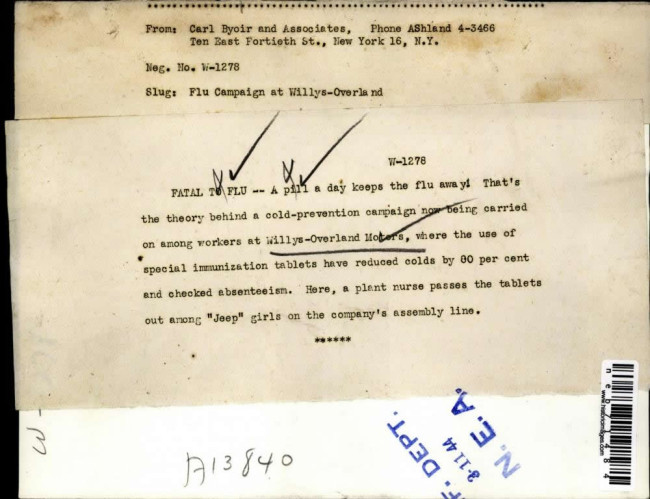 From: Carl Byoir and Associates, Phone AShland 4-3466
Ten East Fortieth St., New York 16, N.Y.
Neg. No. W-1278
Slug: Flu Campaign at Willys-Overland
W-1278
FATAL TO FLU -- A pill a day keeps the flu away! That's
the theory behind a cold-prevention campaign now being carried
on among workers at Willys-Overland Motors, where the use of
special immunization tablets have reduced colds by 80 per cent
and checked absenteeism. Here, a plant nurse passes the tablets
out among "Jeep" girls on the company's assembly line.
******
A13840
DEPT.
3-11-44
N. E. A.
www.historicimages.com